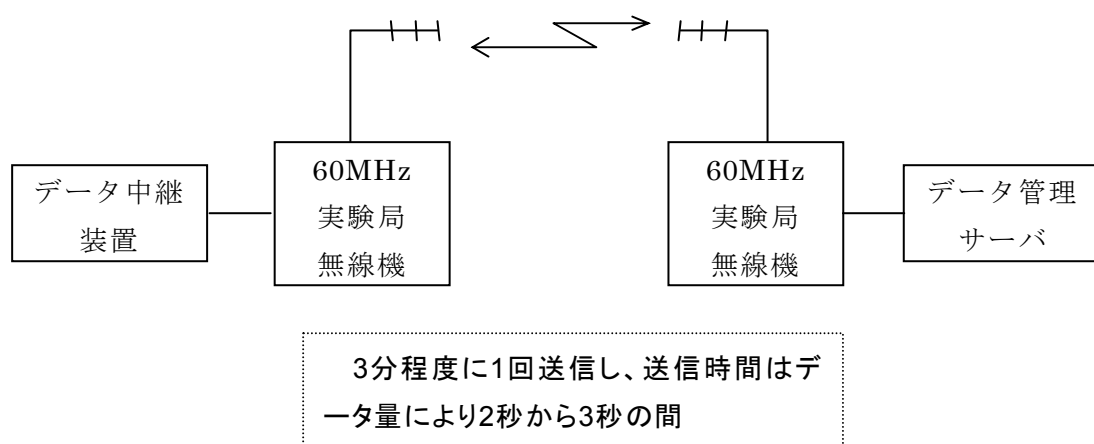 データ中継
装置
60MHz
実験局
無線機
60MHz
実験局
無線機
データ管理
サーバ
3分程度に1回送信し、送信時間はデ
ータ量により2秒から3秒の間